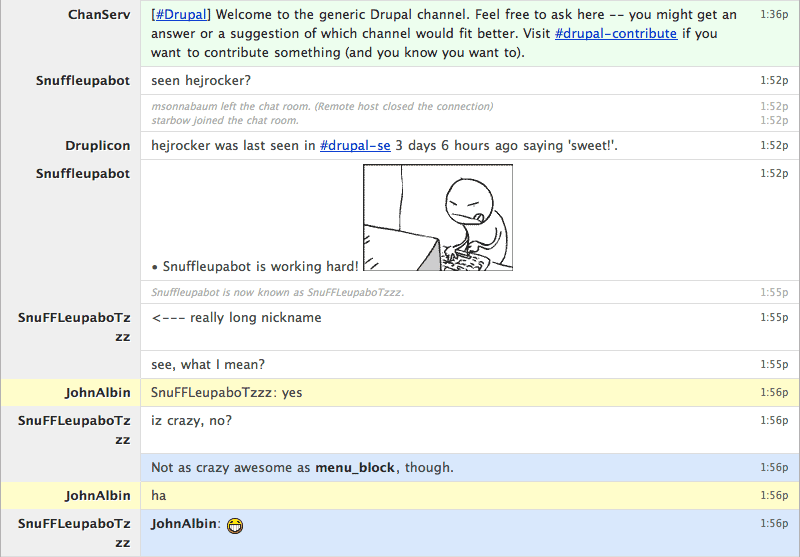 ChanServ
[#Drupal] Welcome to the generic Drupal channel. Feel free to ask here -- you might get an 1:36p
answer or a suggestion of which channel would fit better. Visit #drupal-contribute if you
want to contribute something (and you know you want to).
Snuffleupabot seen hejrocker? 1:52p
msonnabaum left the chat room. (Remote host closed the connection) 1:52p
starbow joined the chat room. 1:52p
Druplicon hejrocker was last seen in #drupal-se 3 days 6 hours ago saying 'sweet!'. 1:52p
Snuffleupabot 1:52p
• Snuffleupabot is working hard!
Snuffleupabot is now known as SnuFFLeupaboTzzz. 1:55p
SnuFFLeupaboTz <--- really long nickname 1:55p
zz
see, what I mean? 1:55p
JohnAlbin SnuFFLeupaboTzzz: yes 1:56p
SnuFFLeupaboTz iz crazy, no? 1:56p
zz
Not as crazy awesome as menu_block, though. 1:56p
JohnAlbin ha 1:56p
SnuFFLeupaboTz JohnAlbin: 1:56p
zz